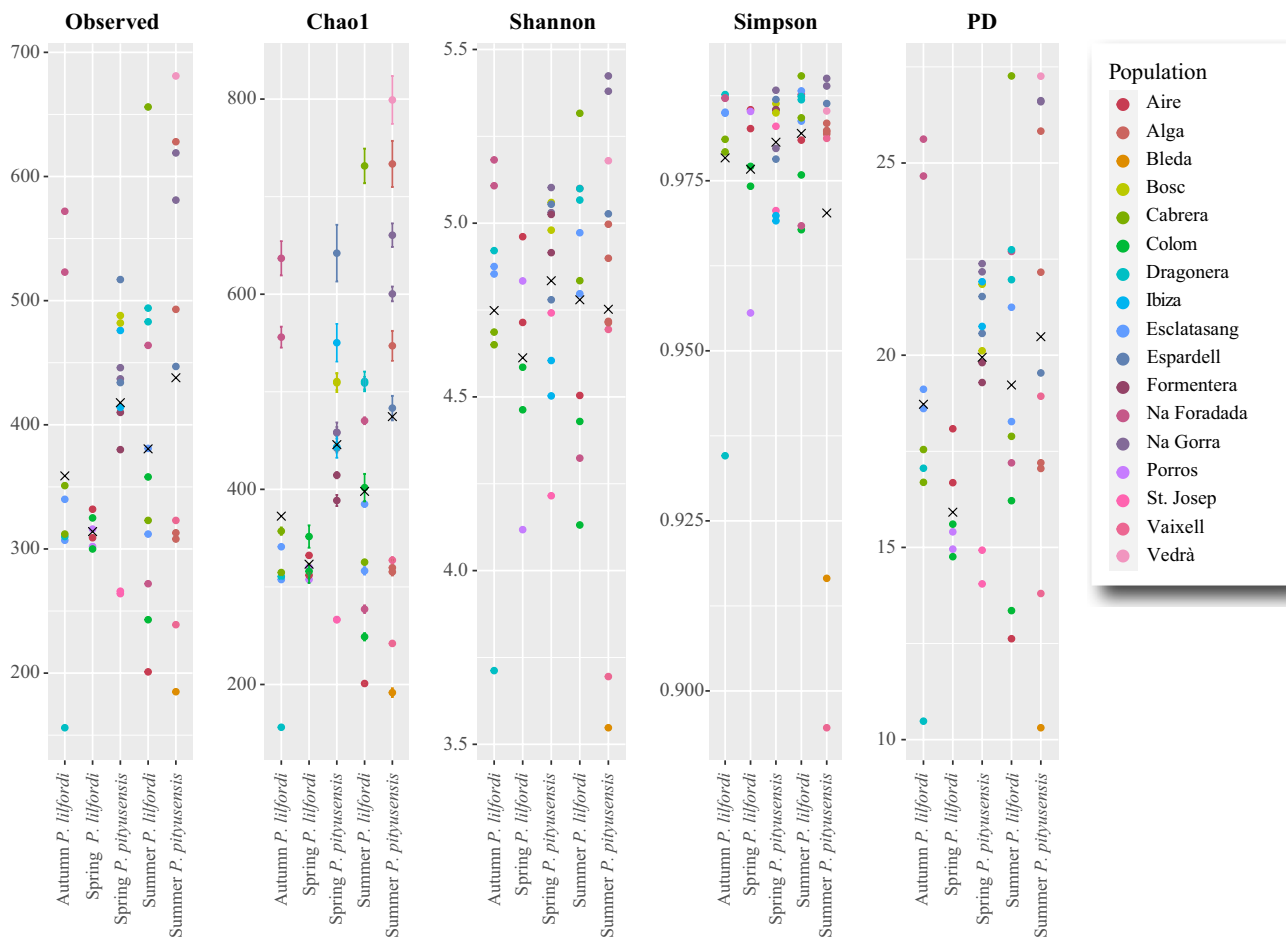 Observed
Chao1
Shannon
Simpson
PD
700
600
500
400
300
200
800
600
400
200
5.5
5.0
4.5
4.0
3.5
0.975
0.950
0.925
0.900
25
20
15
10
Autumn P. lilfordi
Spring P. lilfordi
Spring P. pityusensis
Summer P. lilfordi
Summer P. pityusensis
Autumn P. lilfordi
Spring P. lilfordi
Spring P. pityusensis
Summer P. lilfordi
Summer P. pityusensis
Autumn P. lilfordi
Spring P. lilfordi
Spring P. pityusensis
Summer P. lilfordi
Summer P. pityusensis
Autumn P. lilfordi
Spring P. lilfordi
Spring P. pityusensis
Summer P. lilfordi
Summer P. pityusensis
Autumn P. lilfordi
Spring P. lilfordi
Spring P. pityusensis
Summer P. lilfordi
Summer P. pityusensis
Population
Aire
Alga
Bleda
Bosc
Cabrera
Colom
Dragonera
Ibiza
Esclatasang
Espardell
Formentera
Na Foradada
Na Gorra
Porros
St. Josep
Vaixell
Vedrà